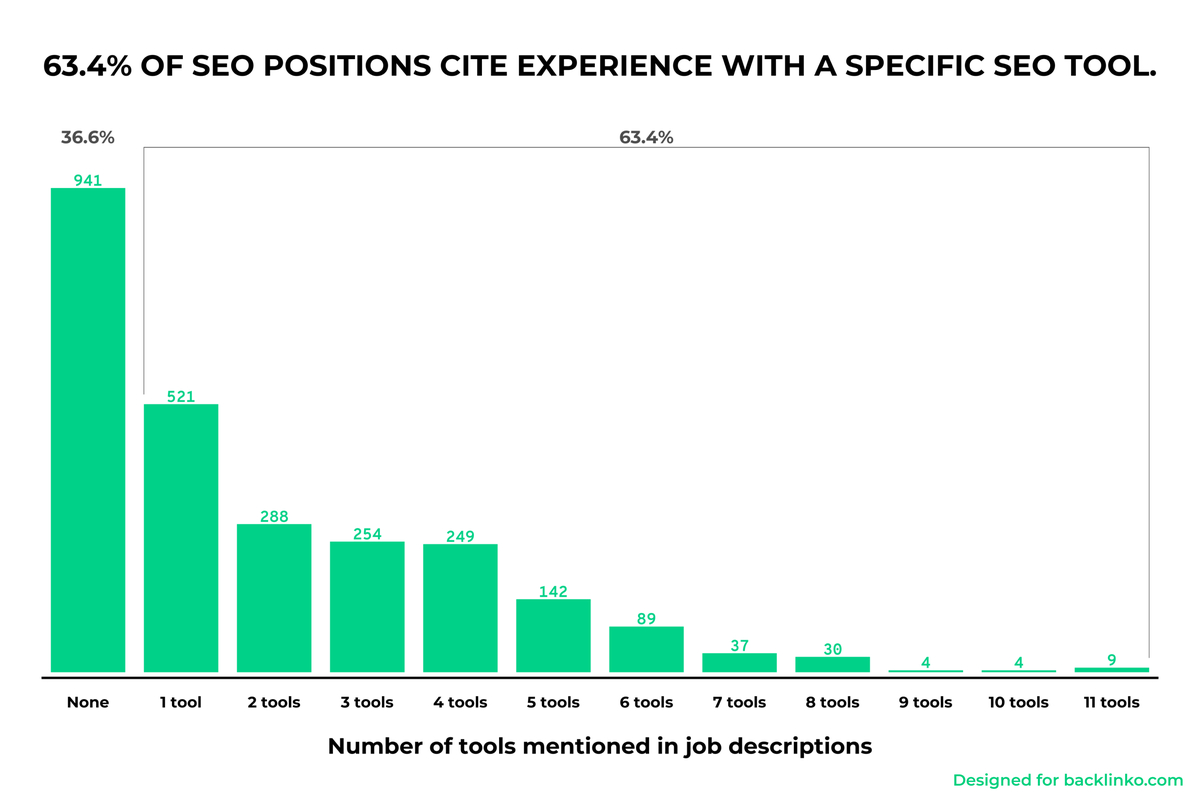 63.4% OF SEO POSITIONS CITE EXPERIENCE WITH A SPECIFIC SEO TOOL.
36.6%
63.4%
941
521
288
254
249
142
89
37
30
4
4
9
None
1 tool
2 tools
3 tools
4 tools
5 tools
6 tools
7 tools
8 tools
9 tools
10 tools
11 tools
Number of tools mentioned in job descriptions
Designed for backlinko.com